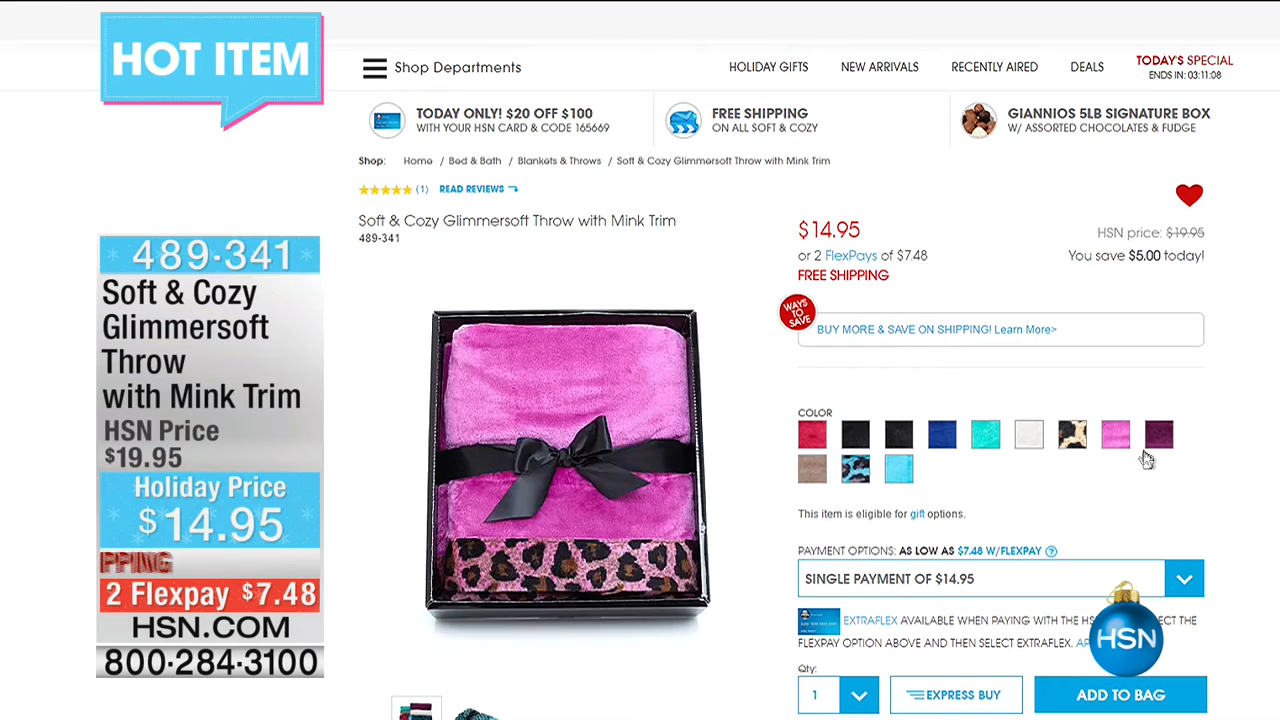 HOT ITEM
Shop Departments
HOLIDAY GIFTS
NEW ARRIVALS
RECENTLY AIRED
DEALS
TODAY'S SPECIAL
ENDS IN: 03:11:08
TODAY ONLY! $20 OFF $100
WITH YOUR HSN CARD & CODE 165669
FREE SHIPPING
ON ALL SOFT & COZY
GIANNIOS 5LB SIGNATURE BOX
W/ ASSORTED CHOCOLATES & FUDGE
Shop: Home / Bed & Bath / Blankets & Throws / Soft & Cozy Glimmersoft Throw with Mink Trim
(1) READ REVIEWS
Soft & Cozy Glimmersoft Throw with Mink Trim
489-341
$14.95
HSN price: $19.95
or 2 FlexPays of $7.48
You save $5.00 today!
FREE SHIPPING
WAYS TO SAVE
BUY MORE & SAVE ON SHIPPING! Learn More>
COLOR
This item is eligible for gift options.
PAYMENT OPTIONS: AS LOW AS $7.48 W/FLEXPAY ?
SINGLE PAYMENT OF $14.95
EXTRAFLEX AVAILABLE WHEN PAYING WITH THE
FLEXPAY OPTION ABOVE AND THEN SELECT EXTRAFLEX.
HSN
Qty:
1
EXPRESS BUY
ADD TO BAG
489-341
Soft & Cozy
Glimmersoft
Throw
with Mink Trim
HSN Price
$19.95
Holiday Price
$14.95
PPING
2 Flexpay $7.48
HSN.COM
800-284-3100